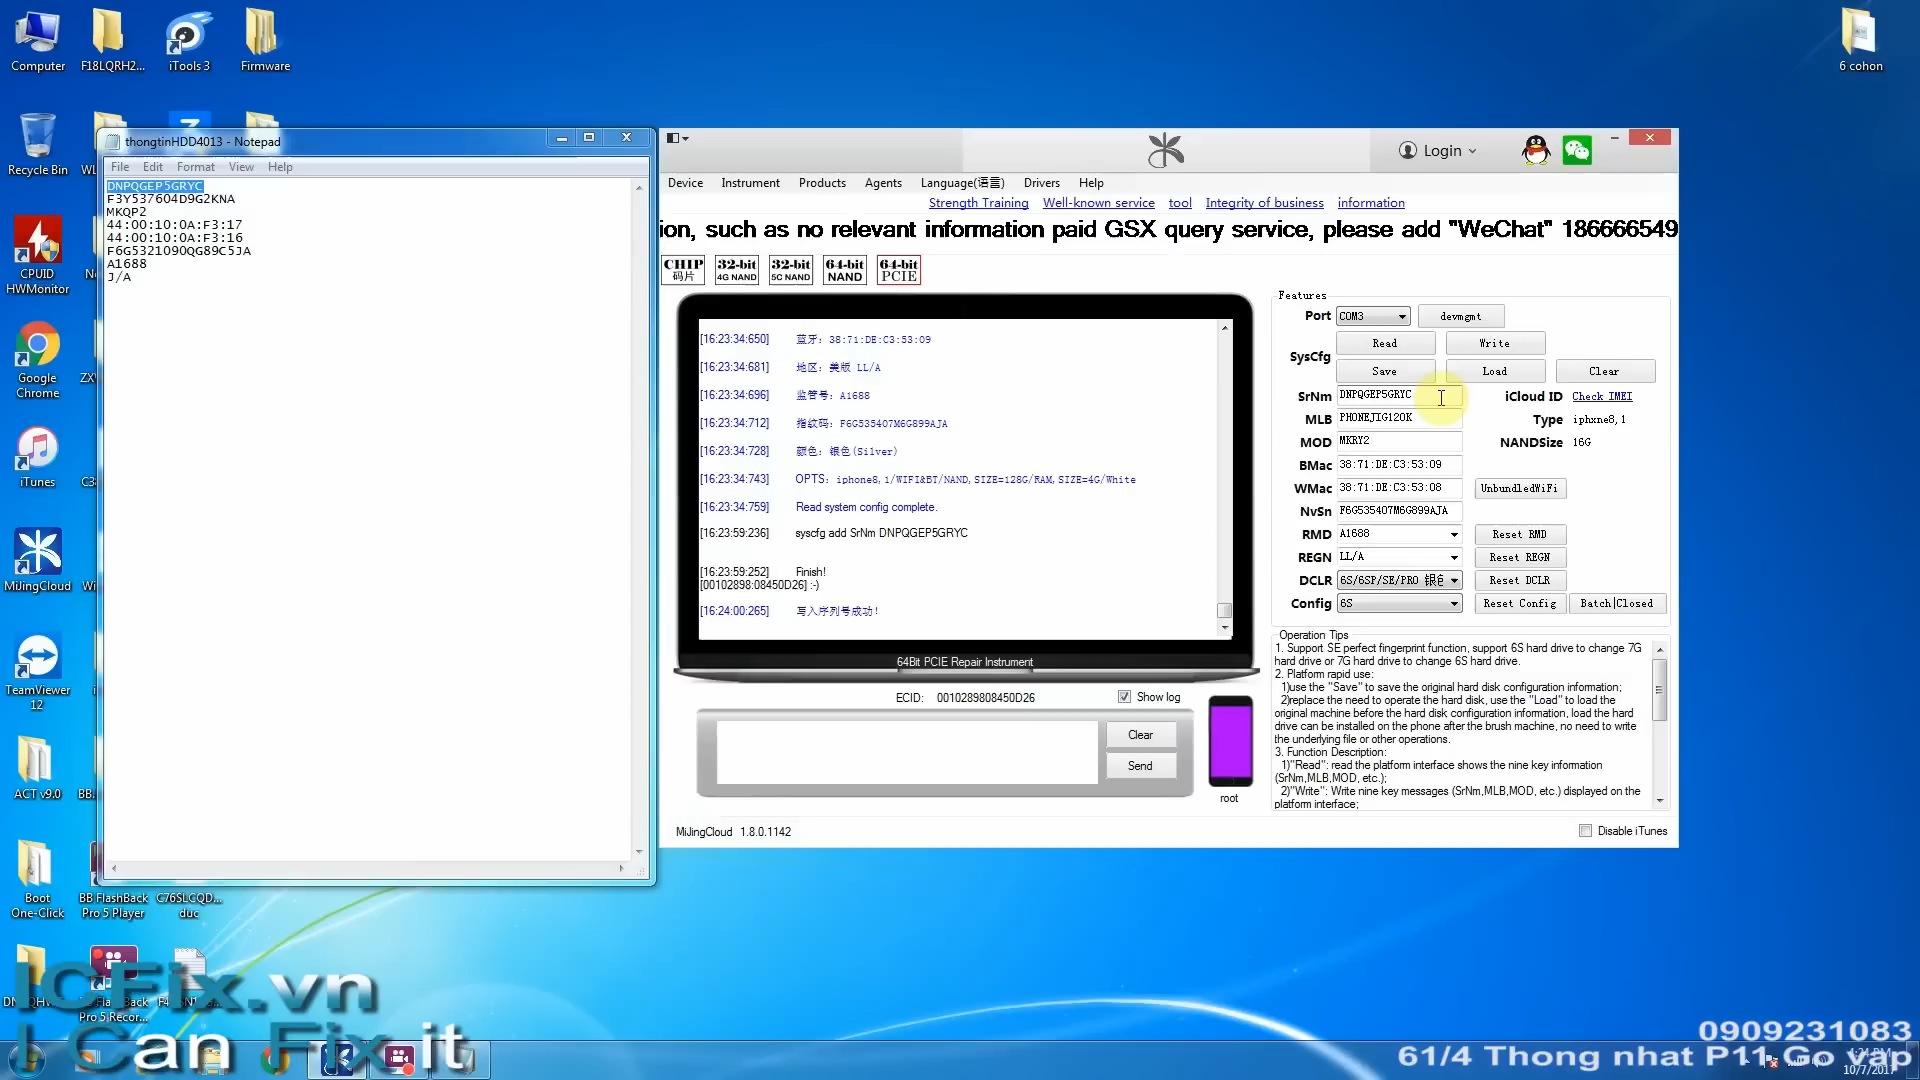 Computer
F18LQRH2...
iTools 3
Firmware
6 cohon
Recycle Bin
CPUID
HWMonitor
Google
Chrome
iTunes
MiJingCloud
TeamViewer
12
ACT v9.0
Boot
One-Click
BB FlashBack
Pro 5 Player
C76SLCQD...
duc
Pro 5 Recor...
thongtinHDD4013 - Notepad
File Edit Format View Help
DNPQGEP5GRYC
F3Y537604D9G2KNA
MKQP2
44:00:10:0A:F3:17
44:00:10:0A:F3:16
F6G5321090QG89C5JA
A1688
J/A
Login
Device Instrument Products Agents Language(语言) Drivers Help
Strength Training Well-known service tool Integrity of business information
ion, such as no relevant information paid GSX query service, please add "WeChat" 186666549
CHIP
码片
32-bit
4G NAND
32-bit
5C NAND
64-bit
NAND
64-bit
PCIE
[16:23:34:650] 蓝牙: 38:71:DE:C3:53:09
[16:23:34:681] 地区: 美版 LL/A
[16:23:34:696] 监管号: A1688
[16:23:34:712] 指纹码: F6G535407M6G899AJA
[16:23:34:728] 颜色: 银色(Silver)
[16:23:34:743] OPTS: iphone8,1/WIFI&BT/NAND,SIZE=128G/RAM,SIZE=4G/White
[16:23:34:759] Read system config complete.
[16:23:59:236] syscfg add SrNm DNPQGEP5GRYC
[16:23:59:252] Finish!
[00102898:08450D26] :-)
[16:24:00:265] 写入序列号成功!
64Bit PCIE Repair Instrument
ECID: 0010289808450D26
Show log
Clear
Send
root
MiJingCloud 1.8.0.1142
Features
Port COM3 devmgmt
SysCfg Read Write
Save Load Clear
SrNm DNPQGEP5GRYC iCloud ID Check IMEI
MLB PHONEJIG12OK Type iphxne8,1
MOD MKRY2 NANDSize 16G
BMac 38:71:DE:C3:53:09
WMac 38:71:DE:C3:53:08 UnbundledWiFi
NvSn F6G535407M6G899AJA
RMD A1688 Reset RMD
REGN LL/A Reset REGN
DCLR 6S/6SP/SE/PRO 银色 Reset DCLR
Config 6S Reset Config Batch|Closed
Operation Tips
1. Support SE perfect fingerprint function, support 6S hard drive to change 7G
hard drive or 7G hard drive to change 6S hard drive.
2. Platform rapid use:
1)use the "Save" to save the original hard disk configuration information;
2)replace the need to operate the hard disk, use the "Load" to load the
original machine before the hard disk configuration information, load the hard
drive can be installed on the phone after the brush machine, no need to write
the underlying file or other operations.
3. Function Description:
1)"Read": read the platform interface shows the nine key information
(SrNm,MLB,MOD, etc.);
2)"Write": Write nine key messages (SrNm,MLB,MOD, etc.) displayed on the
platform interface;
Disable iTunes
ICFix.vn
I Can Fix it
0909231083
61/4 Thong nhat P11 Go vap
10/7/2017